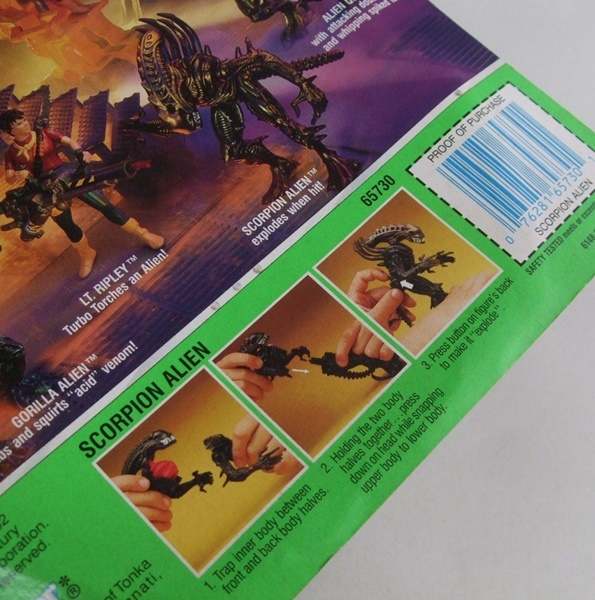 ALIEN
with attacking
and whipping spiked
SCORPION ALIEN™
explodes when hit!
LT. RIPLEY™
Turbo Torches an Alien!
GORILLA ALIEN™
and squirts "acid" venom!
SCORPION ALIEN
65730
1. Trap inner body between
front and back body halves.
2. Holding the two body
halves together...press
down on head while snapping
upper body to lower body.
3. Press button on figure's back
to make it "explode".
PROOF OF PURCHASE
0 76281 65730 1
SCORPION ALIEN
SAFETY TESTED
of Tonka
®